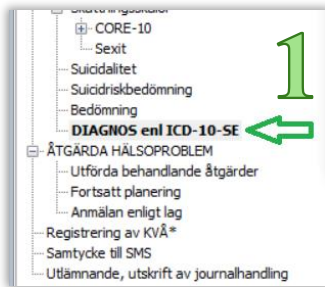 CORE-10
Sexit
Suicidalitet
Suicidriskbedömning
Bedömning
DIAGNOS enl ICD-10-SE
1
ÅTGÄRDA HÄLSOPROBLEM
Utförda behandlande åtgärder
Fortsatt planering
Anmälan enligt lag
Registrering av KVÅ*
Samtycke till SMS
Utlämnande, utskrift av journalhandling